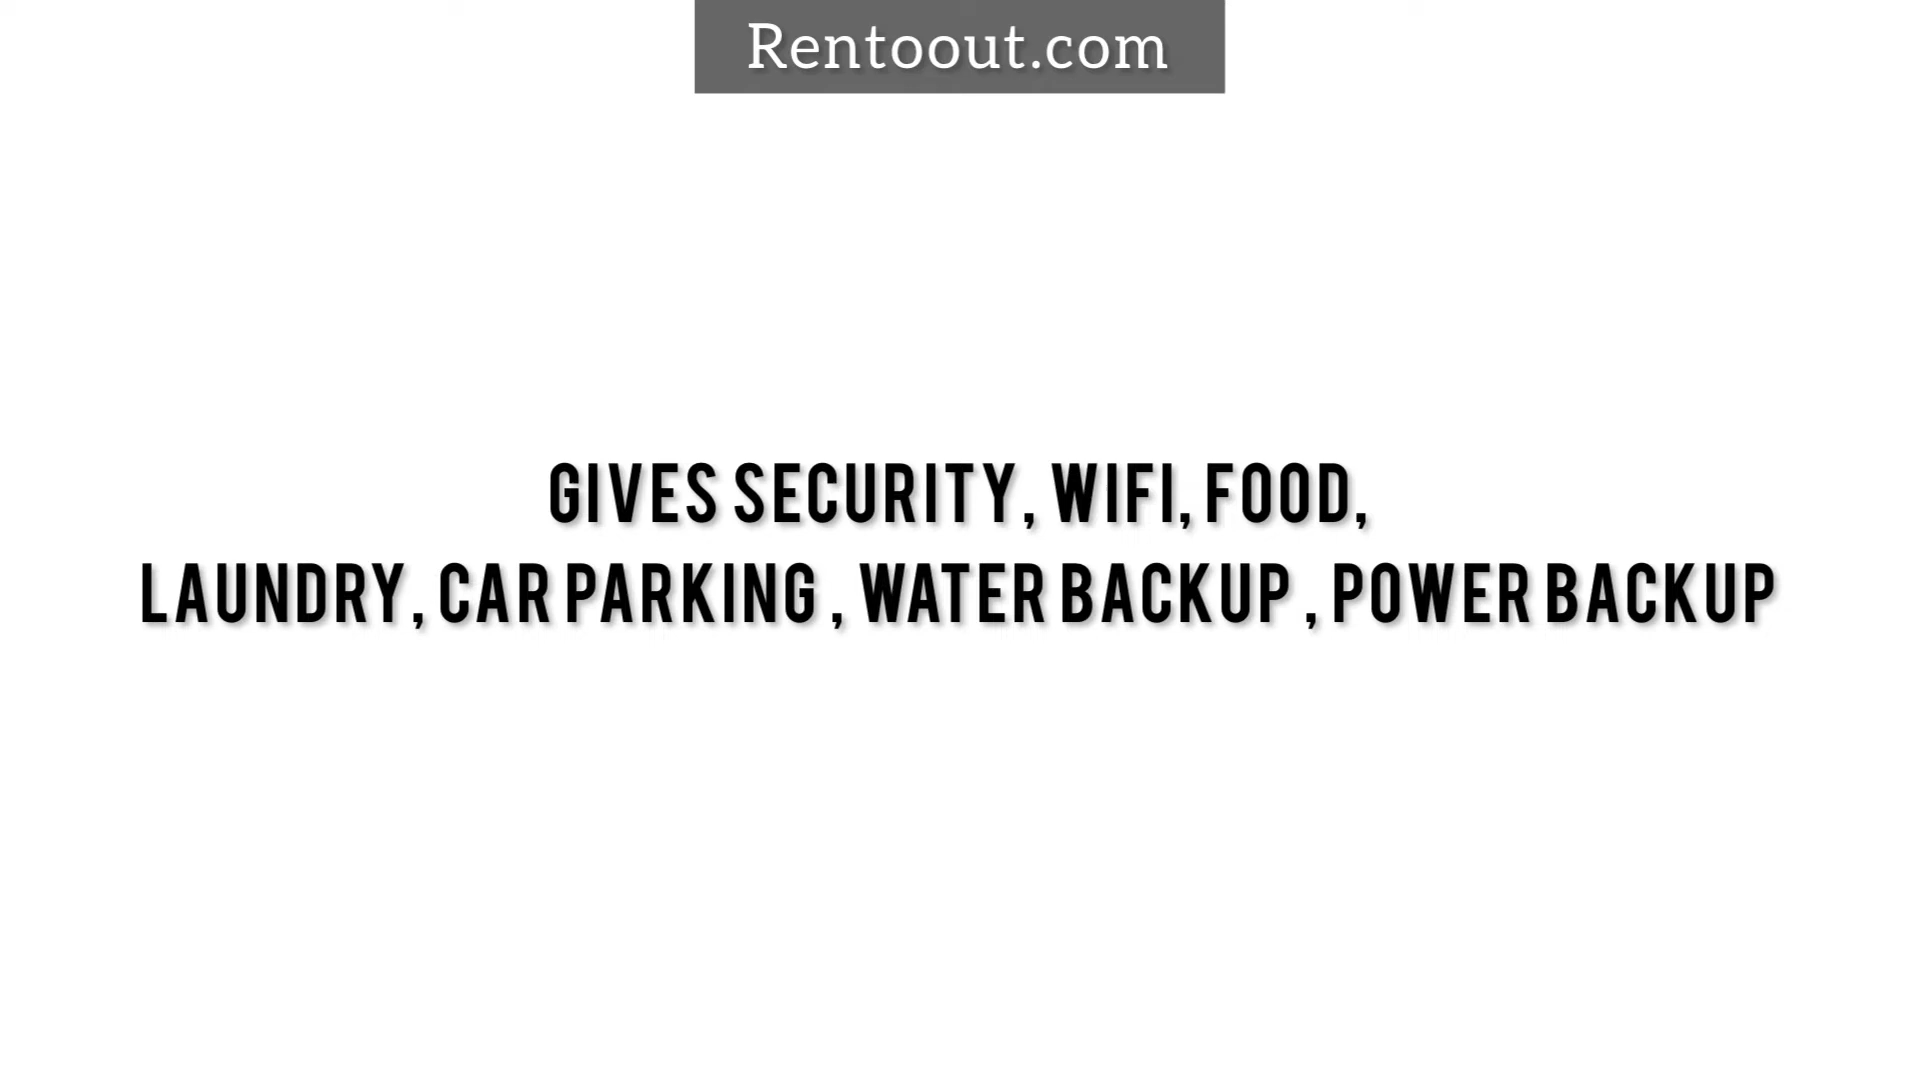 Rentoout.com
GIVES SECURITY, WIFI, FOOD,
LAUNDRY, CAR PARKING , WATER BACKUP , POWER BACKUP